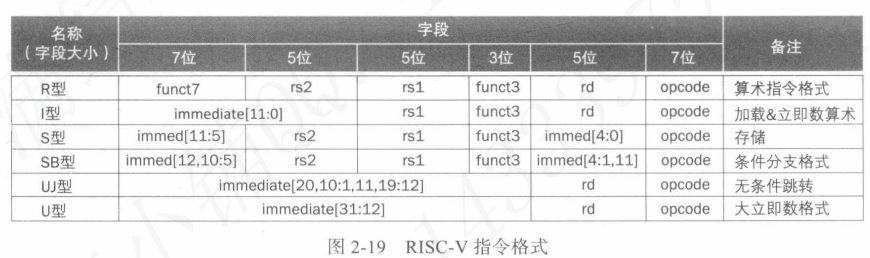 名称 字段 备注
(字段大小) 7位 5位 5位 3位 5位 7位
R型 funct7 rs2 rs1 funct3 rd opcode 算术指令格式
I型 immediate[11:0] rs1 funct3 rd opcode 加载&立即数算术
S型 immed[11:5] rs2 rs1 funct3 immed[4:0] opcode 存储
SB型 immed[12,10:5] rs2 rs1 funct3 immed[4:1,11] opcode 条件分支格式
UJ型 immediate[20,10:1,11,19:12] rd opcode 无条件跳转
U型 immediate[31:12] rd opcode 大立即数格式
图 2-19 RISC-V 指令格式